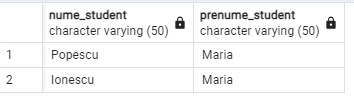 nume_student prenume_student
character varying (50) character varying (50)
1 Popescu Maria
2 Ionescu Maria